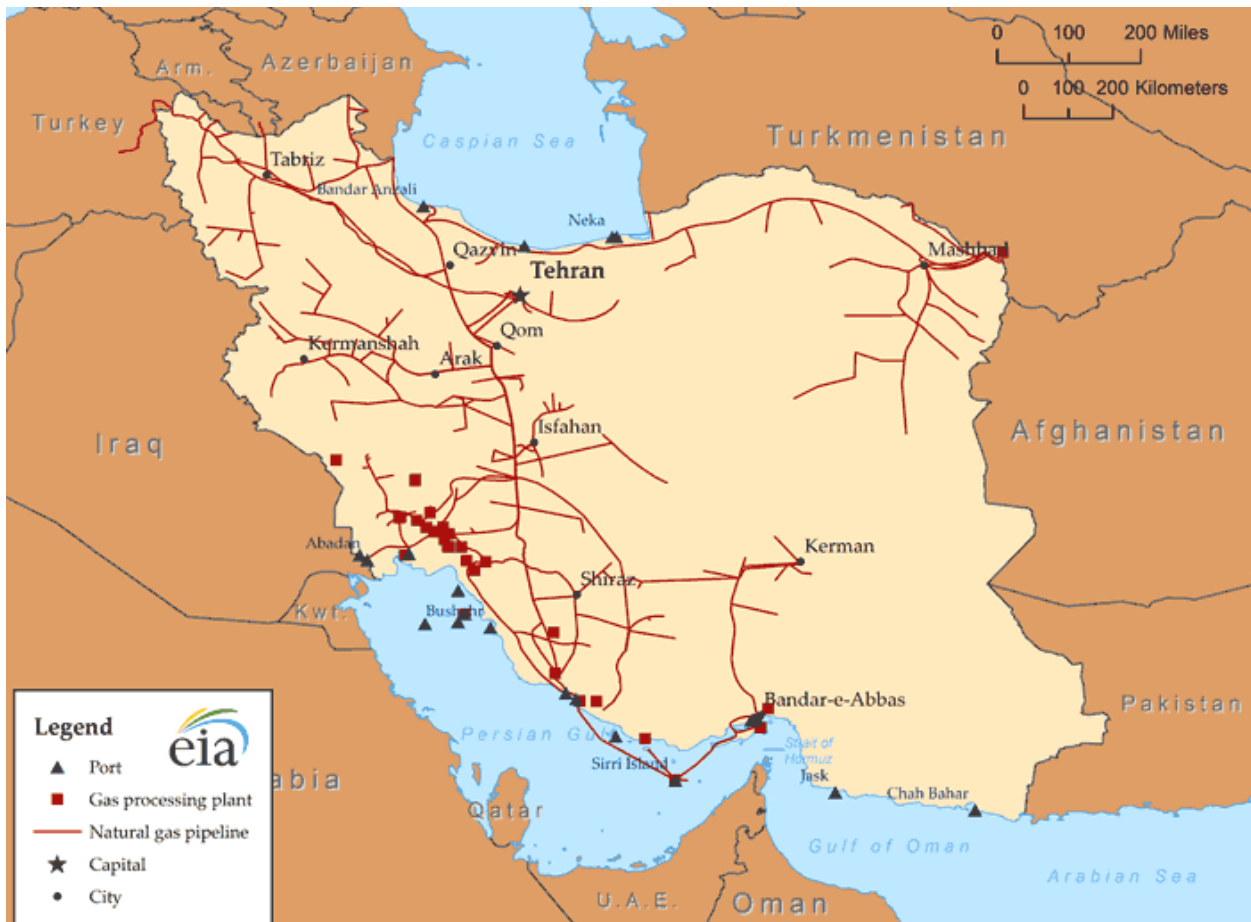 0 100 200 Miles
0 100 200 Kilometers
Arm.
Azerbaijan
Turkey
Caspian Sea
Turkmenistan
Tabriz
Bandar Anzali
Neka
Qazvin
Mashhad
Tehran
Qom
Kermanshah
Arak
Isfahan
Iraq
Afghanistan
Abadan
Kerman
Shiraz
Kwt.
Bushehr
Bandar-e-Abbas
Pakistan
Persian Gulf
Strait of
Hormuz
Sirri Island
Jask
Chah Bahar
Qatar
Gulf of Oman
Arabian Sea
U.A.E.
Oman
abia
Legend
eia
Port
Gas processing plant
Natural gas pipeline
Capital
City